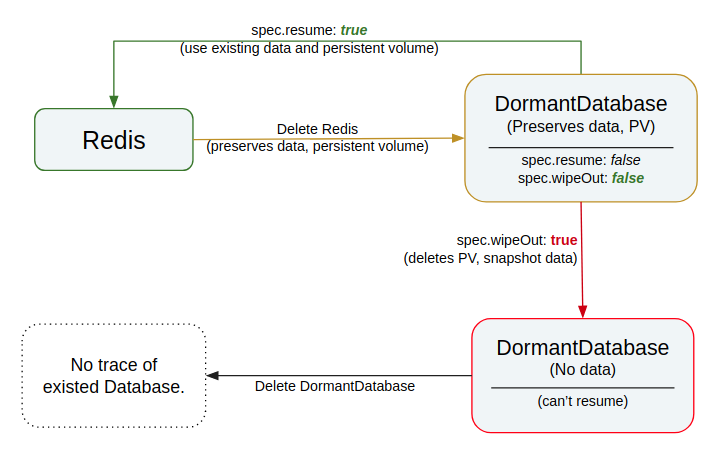 spec.resume: true
(use existing data and persistent volume)
Redis
Delete Redis
(preserves data, persistent volume)
DormantDatabase
(Preserves data, PV)
spec.resume: false
spec.wipeOut: false
spec.wipeOut: true
(deletes PV, snapshot data)
DormantDatabase
(No data)
(can’t resume)
Delete DormantDatabase
No trace of
existed Database.